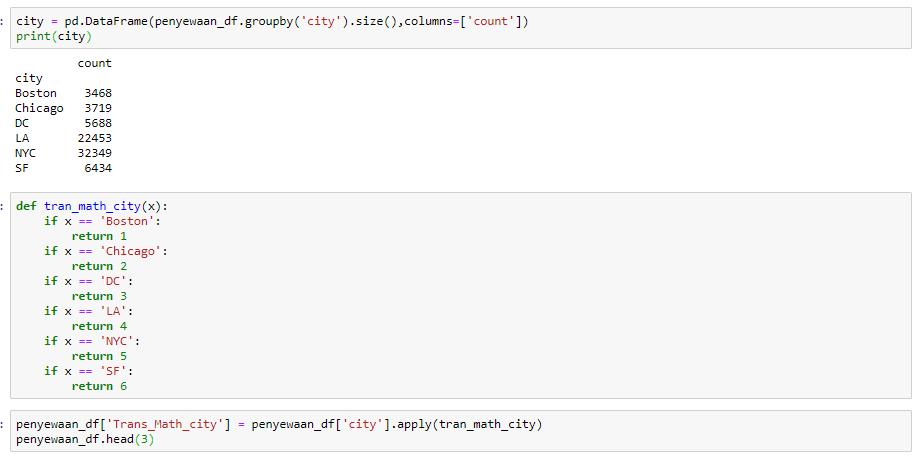 : city = pd.DataFrame(penyewaan_df.groupby('city').size(),columns=['count'])
print(city)
count
city
Boston 3468
Chicago 3719
DC 5688
LA 22453
NYC 32349
SF 6434
: def tran_math_city(x):
    if x == 'Boston':
        return 1
    if x == 'Chicago':
        return 2
    if x == 'DC':
        return 3
    if x == 'LA':
        return 4
    if x == 'NYC':
        return 5
    if x == 'SF':
        return 6
: penyewaan_df['Trans_Math_city'] = penyewaan_df['city'].apply(tran_math_city)
penyewaan_df.head(3)